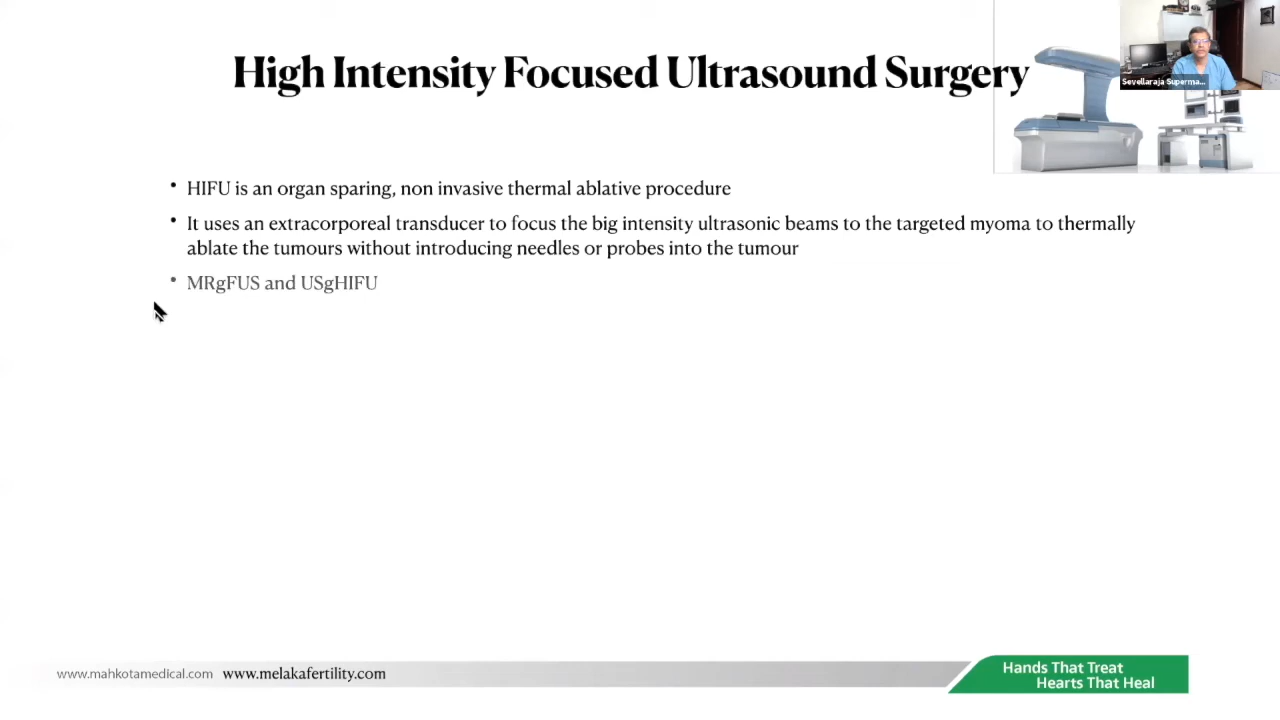 High Intensity Focused Ultrasound Surgery
Sevellaraja Superma...
• HIFU is an organ sparing, non invasive thermal ablative procedure
• It uses an extracorporeal transducer to focus the big intensity ultrasonic beams to the targeted myoma to thermally
ablate the tumours without introducing needles or probes into the tumour
• MRgFUS and USgHIFU
www.mahkotamedical.com www.melakafertility.com
Hands That Treat
Hearts That Heal